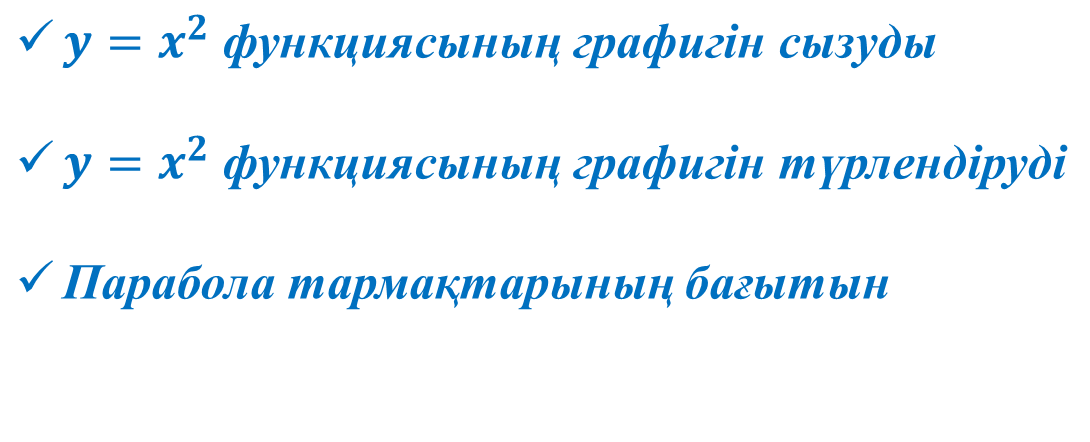 ✓ y = x² функциясының графигін сызуды
✓ y = x² функциясының графигін түрлендіруді
✓ Парабола тармақтарының бағытын